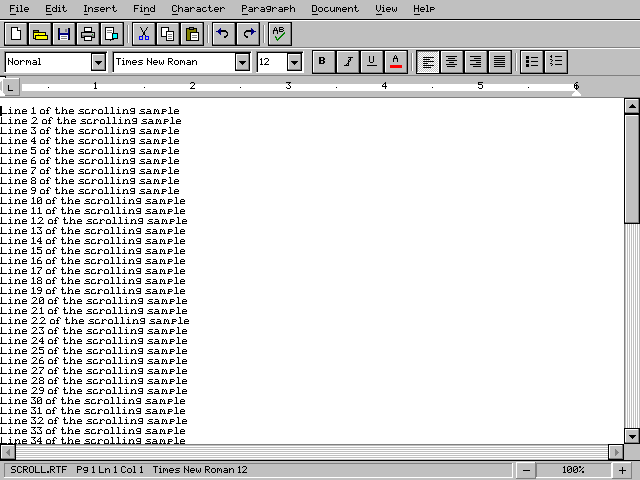 File Edit Insert Find Character Paragraph Document View Help
ABC
Normal Times New Roman 12 B I U A
L 1 2 3 4 5 6
Line 1 of the scrolling sample
Line 2 of the scrolling sample
Line 3 of the scrolling sample
Line 4 of the scrolling sample
Line 5 of the scrolling sample
Line 6 of the scrolling sample
Line 7 of the scrolling sample
Line 8 of the scrolling sample
Line 9 of the scrolling sample
Line 10 of the scrolling sample
Line 11 of the scrolling sample
Line 12 of the scrolling sample
Line 13 of the scrolling sample
Line 14 of the scrolling sample
Line 15 of the scrolling sample
Line 16 of the scrolling sample
Line 17 of the scrolling sample
Line 18 of the scrolling sample
Line 19 of the scrolling sample
Line 20 of the scrolling sample
Line 21 of the scrolling sample
Line 22 of the scrolling sample
Line 23 of the scrolling sample
Line 24 of the scrolling sample
Line 25 of the scrolling sample
Line 26 of the scrolling sample
Line 27 of the scrolling sample
Line 28 of the scrolling sample
Line 29 of the scrolling sample
Line 30 of the scrolling sample
Line 31 of the scrolling sample
Line 32 of the scrolling sample
Line 33 of the scrolling sample
Line 34 of the scrolling sample
SCROLL.RTF Pg 1 Ln 1 Col 1 Times New Roman 12 − 100% +